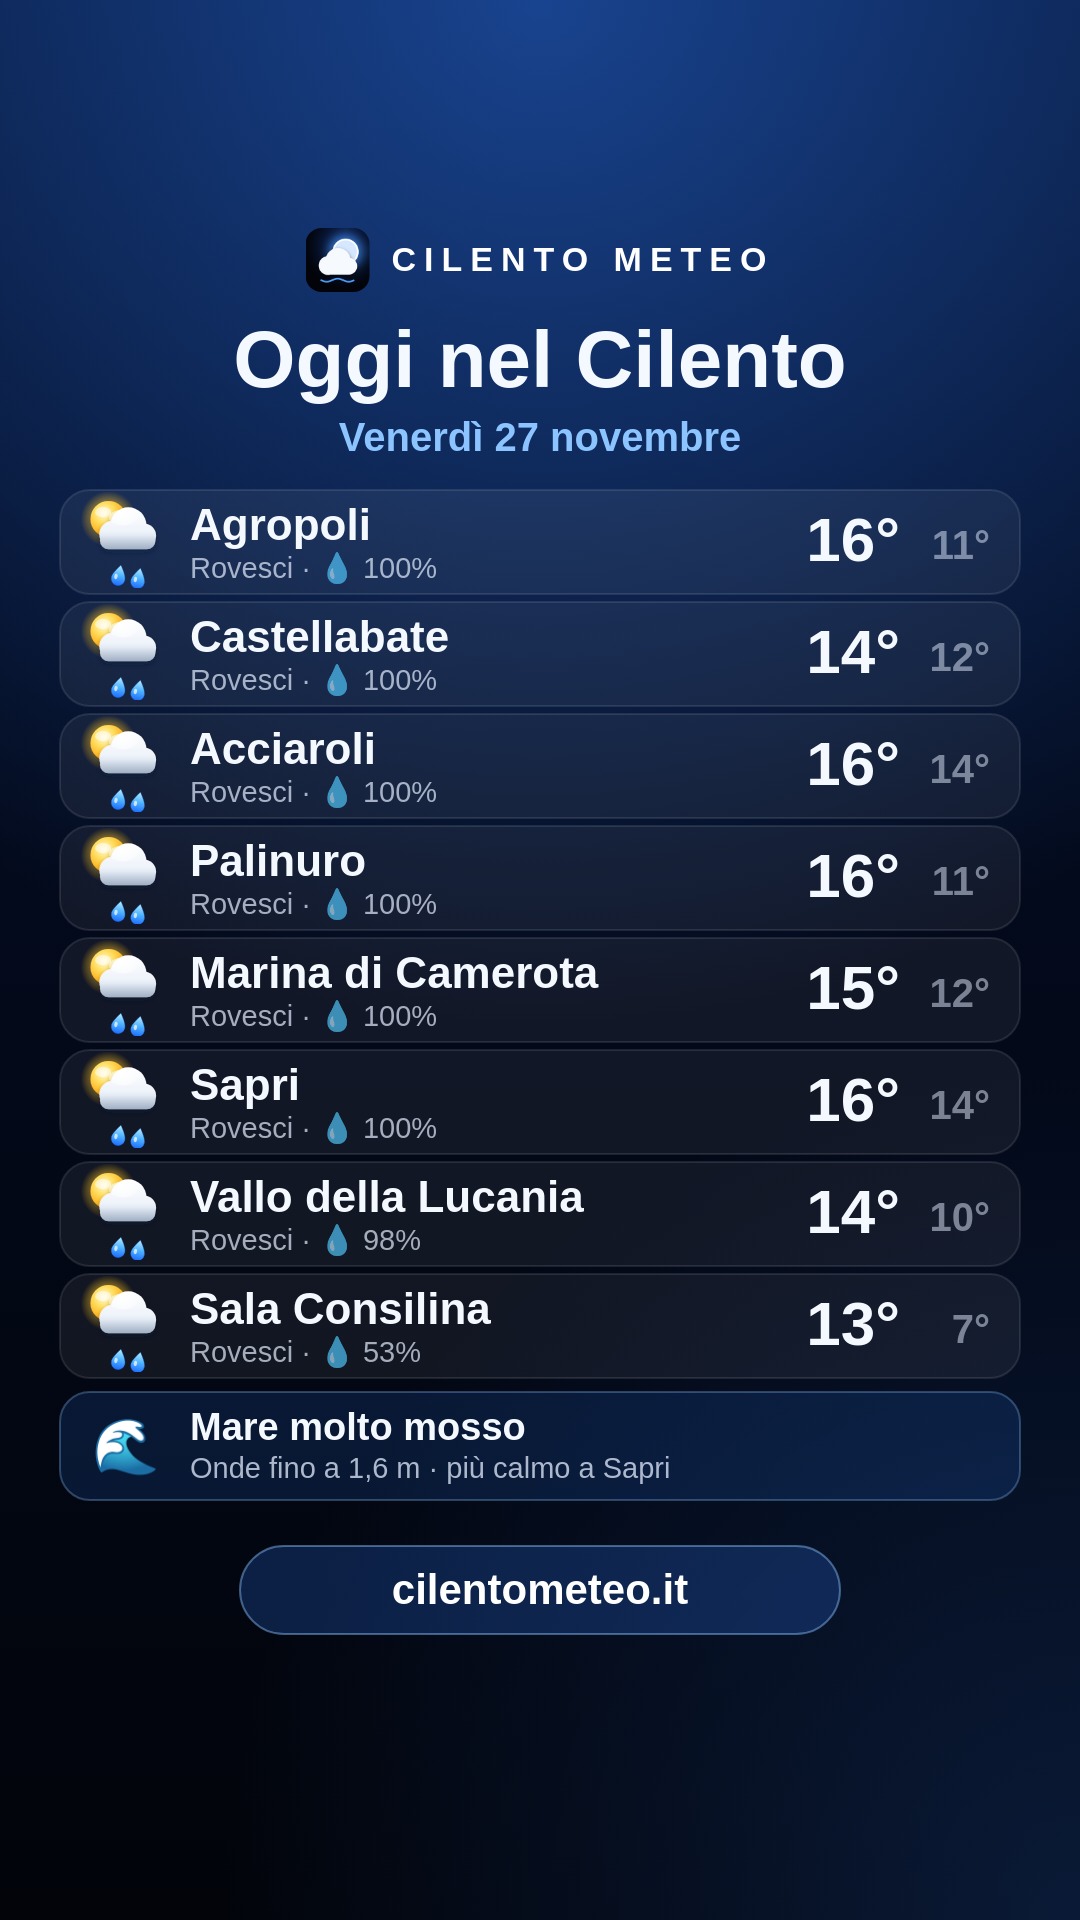 CILENTO METEO
Oggi nel Cilento
Venerdì 27 novembre
Agropoli
Rovesci · 💧 100%
16° 11°
Castellabate
Rovesci · 💧 100%
14° 12°
Acciaroli
Rovesci · 💧 100%
16° 14°
Palinuro
Rovesci · 💧 100%
16° 11°
Marina di Camerota
Rovesci · 💧 100%
15° 12°
Sapri
Rovesci · 💧 100%
16° 14°
Vallo della Lucania
Rovesci · 💧 98%
14° 10°
Sala Consilina
Rovesci · 💧 53%
13° 7°
Mare molto mosso
Onde fino a 1,6 m · più calmo a Sapri
cilentometeo.it